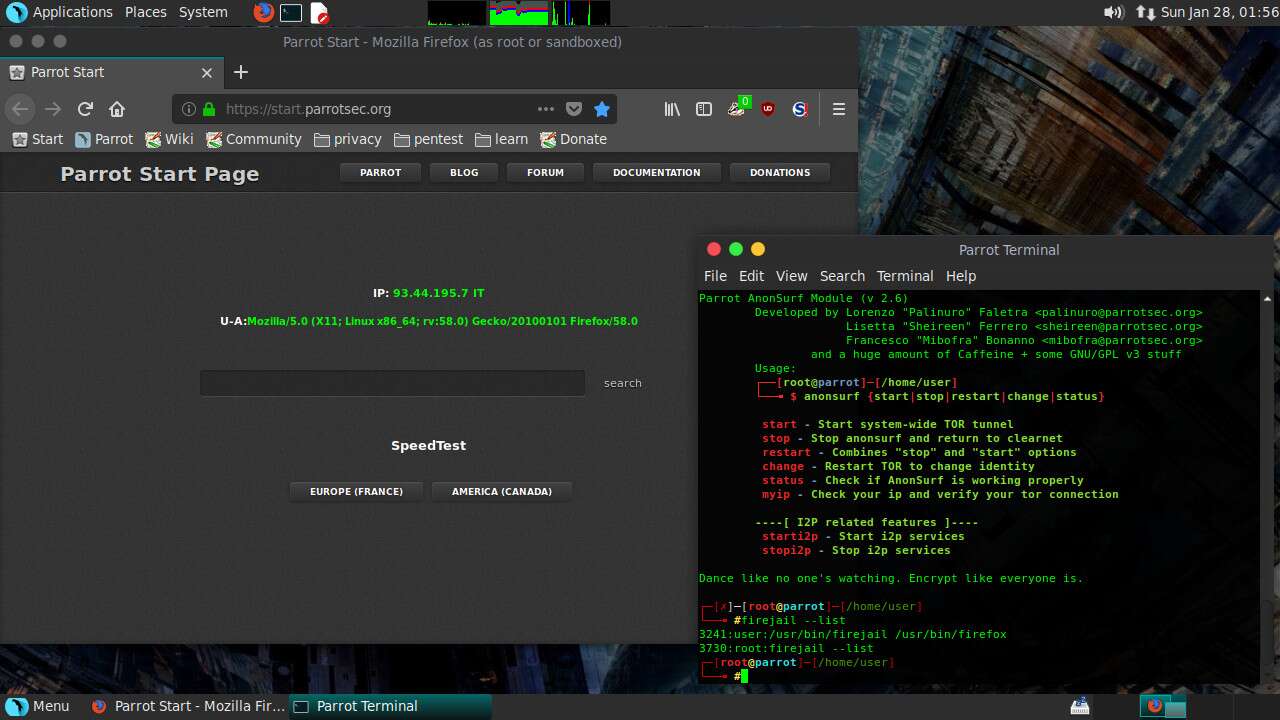 Applications Places System
Sun Jan 28, 01:56
Parrot Start - Mozilla Firefox (as root or sandboxed)
Parrot Start
https://start.parrotsec.org
0
Start Parrot Wiki Community privacy pentest learn Donate
Parrot Start Page
PARROT BLOG FORUM DOCUMENTATION DONATIONS
IP: 93.44.195.7 IT
U-A:Mozilla/5.0 (X11; Linux x86_64; rv:58.0) Gecko/20100101 Firefox/58.0
search
SpeedTest
EUROPE (FRANCE) AMERICA (CANADA)
Parrot Terminal
File Edit View Search Terminal Help
Parrot AnonSurf Module (v 2.6)
Developed by Lorenzo "Palinuro" Faletra <palinuro@parrotsec.org>
Lisetta "Sheireen" Ferrero <sheireen@parrotsec.org>
Francesco "Mibofra" Bonanno <mibofra@parrotsec.org>
and a huge amount of Caffeine + some GNU/GPL v3 stuff
Usage:
┌──[root@parrot]─[/home/user]
└──╼ $ anonsurf {start|stop|restart|change|status}
start - Start system-wide TOR tunnel
stop - Stop anonsurf and return to clearnet
restart - Combines "stop" and "start" options
change - Restart TOR to change identity
status - Check if AnonSurf is working properly
myip - Check your ip and verify your tor connection
----[ I2P related features ]----
starti2p - Start i2p services
stopi2p - Stop i2p services
Dance like no one's watching. Encrypt like everyone is.
┌─[✗]─[root@parrot]─[/home/user]
└──╼ #firejail --list
3241:user:/usr/bin/firejail /usr/bin/firefox
3730:root:firejail --list
┌─[root@parrot]─[/home/user]
└──╼ #
Menu Parrot Start - Mozilla Fir... Parrot Terminal